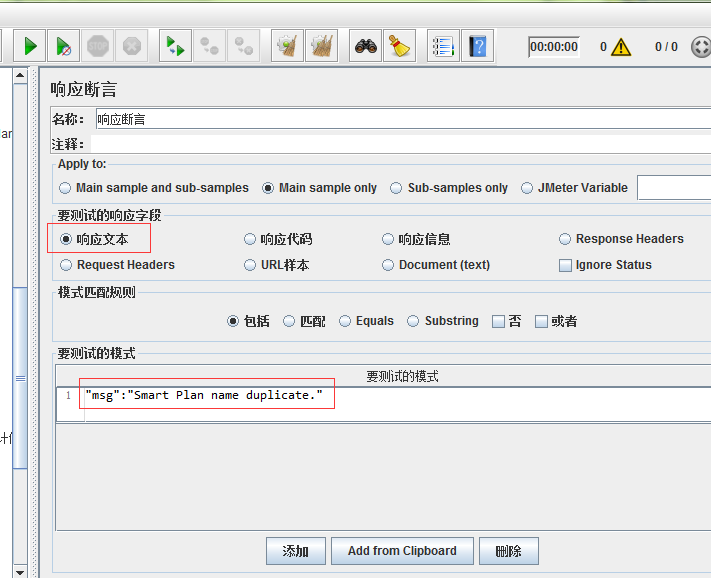 00:00:00 0 0 / 0
响应断言
名称： 响应断言
注释：
Apply to:
Main sample and sub-samples Main sample only Sub-samples only JMeter Variable
要测试的响应字段
响应文本 响应代码 响应信息 Response Headers
Request Headers URL样本 Document (text) Ignore Status
模式匹配规则
包括 匹配 Equals Substring 否 或者
要测试的模式
要测试的模式
1 "msg":"Smart Plan name duplicate."
添加 Add from Clipboard 删除